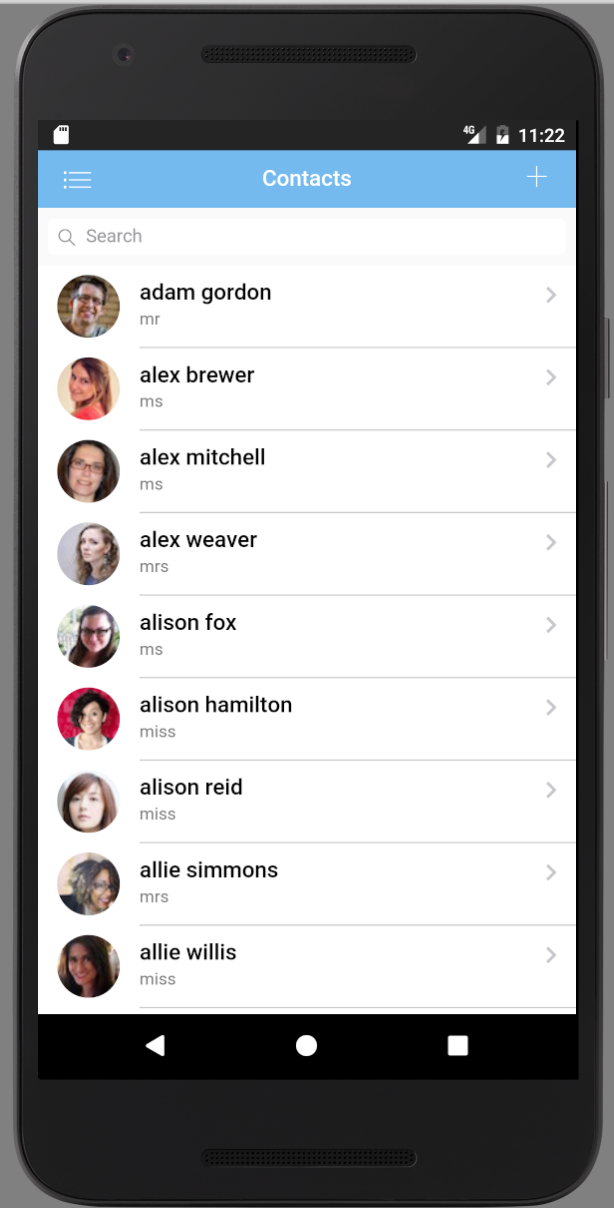 4G 11:22
Contacts
Search
adam gordon
mr
alex brewer
ms
alex mitchell
ms
alex weaver
mrs
alison fox
ms
alison hamilton
miss
alison reid
miss
allie simmons
mrs
allie willis
miss